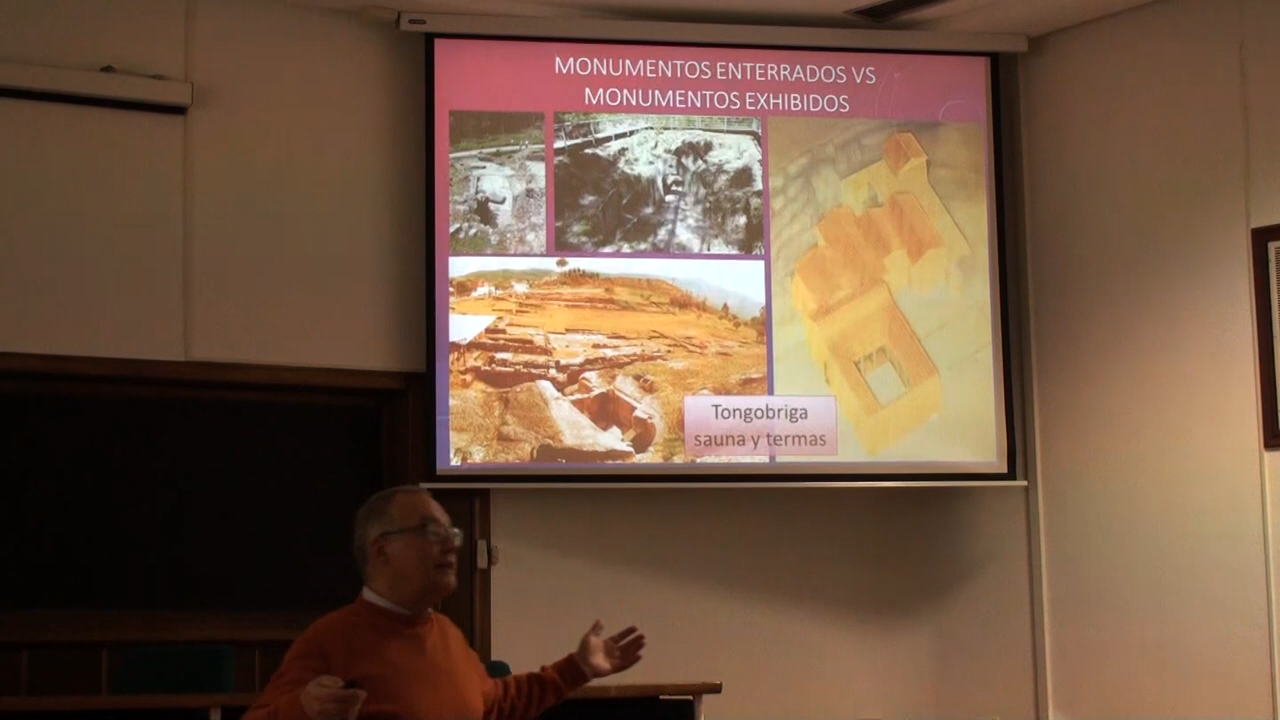 MONUMENTOS ENTERRADOS VS
MONUMENTOS EXHIBIDOS
Tongobriga
sauna y termas